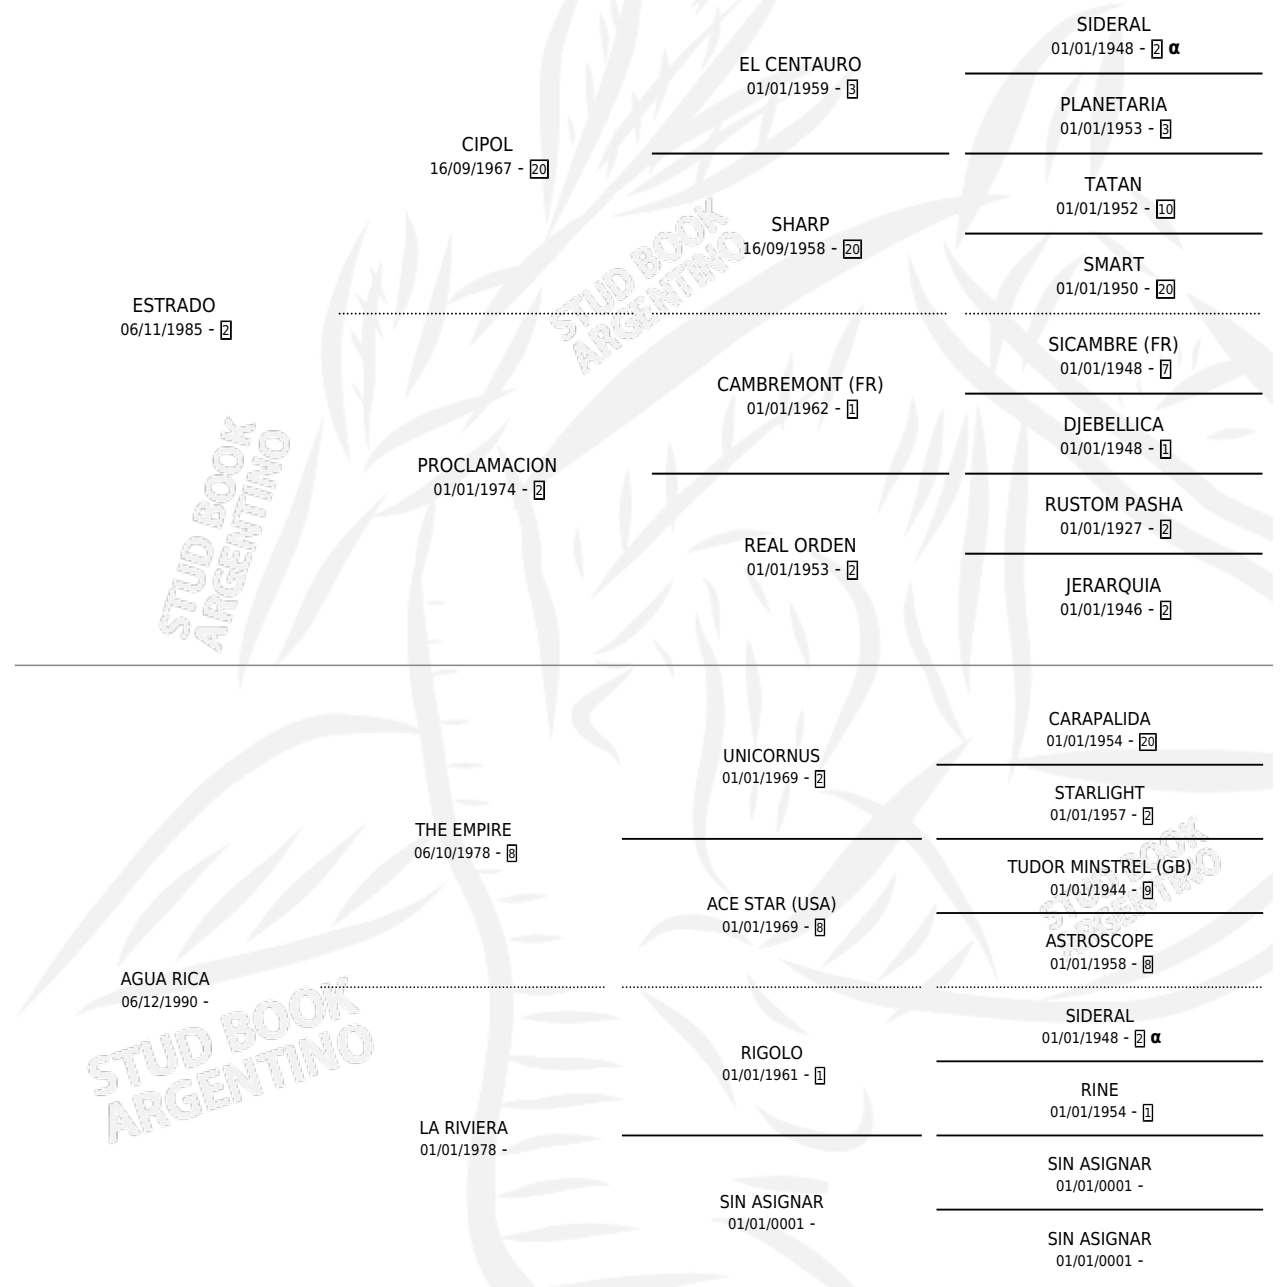 ESTRADO
06/11/1985 - 2
CIPOL
16/09/1967 - 20
EL CENTAURO
01/01/1959 - 3
SIDERAL
01/01/1948 - 2 α
PLANETARIA
01/01/1953 - 3
SHARP
16/09/1958 - 20
TATAN
01/01/1952 - 10
SMART
01/01/1950 - 20
PROCLAMACION
01/01/1974 - 2
CAMBREMONT (FR)
01/01/1962 - 1
SICAMBRE (FR)
01/01/1948 - 7
DJEBELLICA
01/01/1948 - 1
REAL ORDEN
01/01/1953 - 2
RUSTOM PASHA
01/01/1927 - 2
JERARQUIA
01/01/1946 - 2
AGUA RICA
06/12/1990 -
THE EMPIRE
06/10/1978 - 8
UNICORNUS
01/01/1969 - 2
CARAPALIDA
01/01/1954 - 20
STARLIGHT
01/01/1957 - 2
ACE STAR (USA)
01/01/1969 - 8
TUDOR MINSTREL (GB)
01/01/1944 - 9
ASTROSCOPE
01/01/1958 - 8
LA RIVIERA
01/01/1978 -
RIGOLO
01/01/1961 - 1
SIDERAL
01/01/1948 - 2 α
RINE
01/01/1954 - 1
SIN ASIGNAR
01/01/0001 -
SIN ASIGNAR
01/01/0001 -
SIN ASIGNAR
01/01/0001 -
STUD BOOK
ARGENTINO
STUD BOOK
ARGENTINO
STUD BOOK
ARGENTINO
STUD BOOK
ARGENTINO